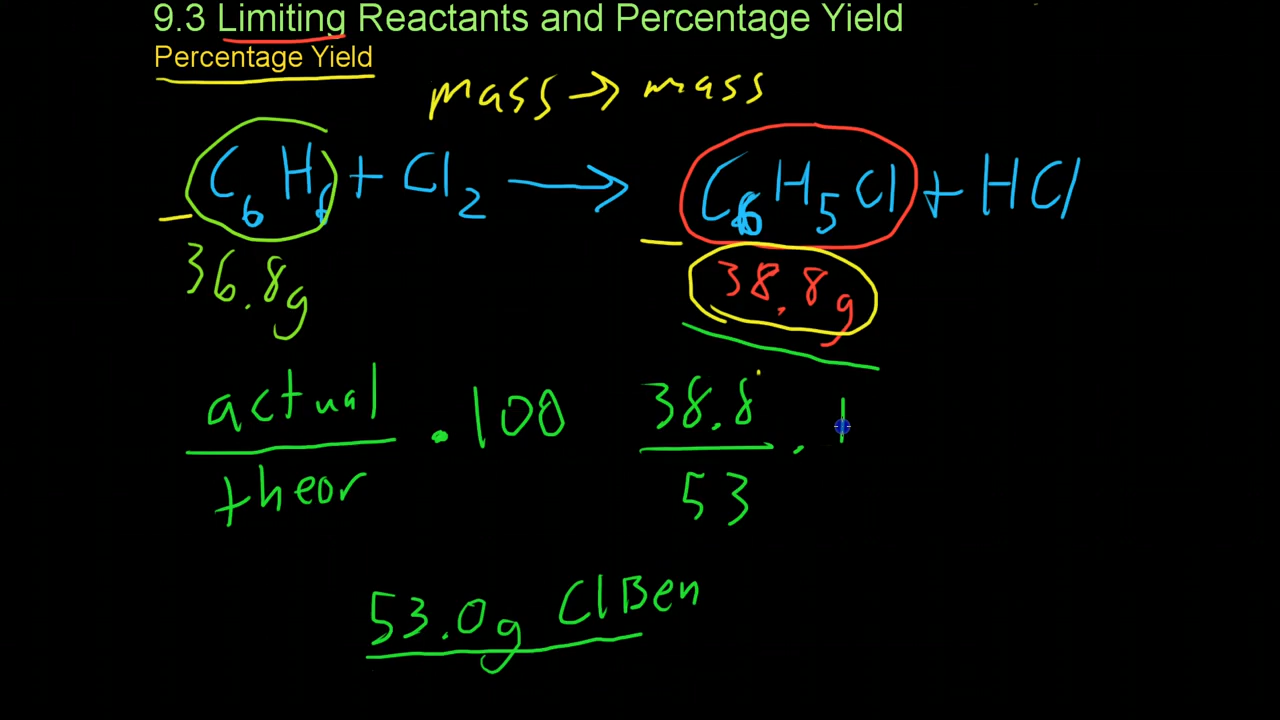 9.3 Limiting Reactants and Percentage Yield
Percentage Yield
mass → mass
C6H6 + Cl2 → C6H5Cl + HCl
36.8g 38.8g
actual / theor . 100 38.8 / 53 . 1
53.0g ClBen